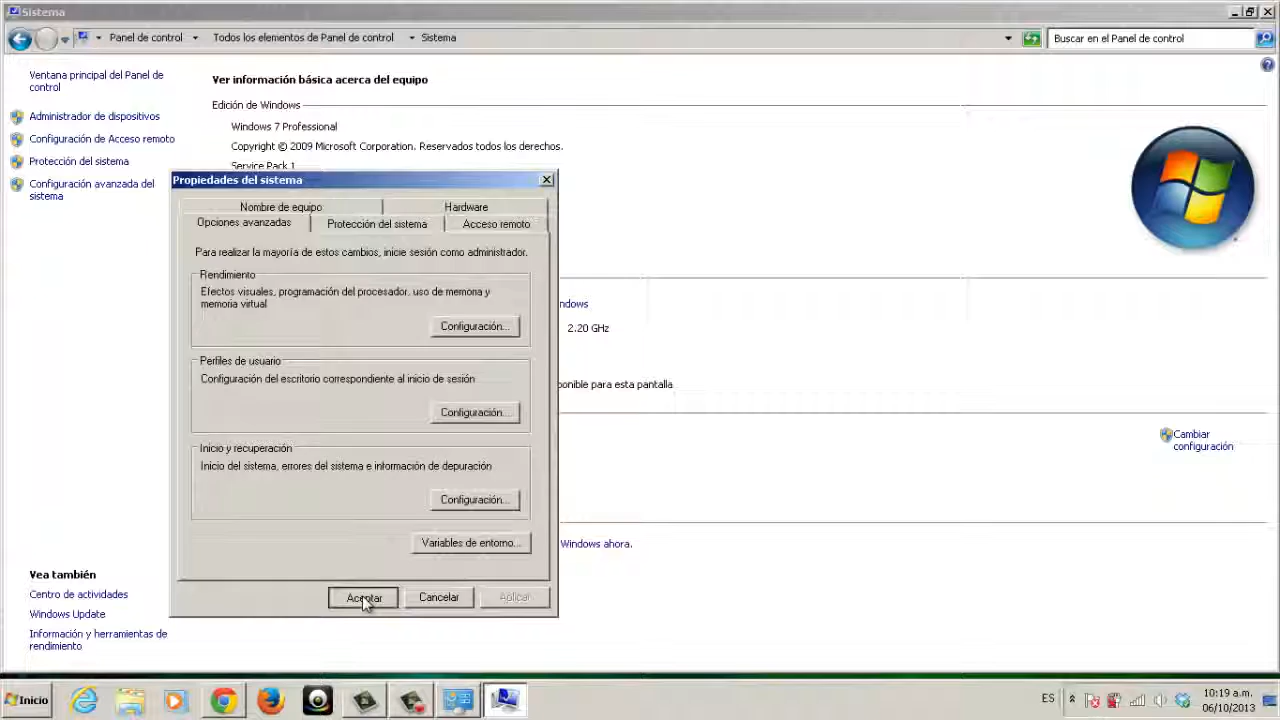 Sistema
Panel de control
Todos los elementos de Panel de control
Sistema
Buscar en el Panel de control
Ventana principal del Panel de
control
Administrador de dispositivos
Configuración de Acceso remoto
Protección del sistema
Configuración avanzada del
sistema
Ver información básica acerca del equipo
Edición de Windows
Windows 7 Professional
Copyright © 2009 Microsoft Corporation. Reservados todos los derechos.
Service Pack 1
Propiedades del sistema
Nombre de equipo
Hardware
Opciones avanzadas
Protección del sistema
Acceso remoto
Para realizar la mayoría de estos cambios, inicie sesión como administrador.
Rendimiento
Efectos visuales, programación del procesador, uso de memoria y
memoria virtual
Configuración...
Perfiles de usuario
Configuración del escritorio correspondiente al inicio de sesión
Configuración...
Inicio y recuperación
Inicio del sistema, errores del sistema e información de depuración
Configuración...
Variables de entorno...
Aceptar
Cancelar
Aplicar
ndows
2.20 GHz
ponible para esta pantalla
Cambiar
configuración
Windows ahora.
Vea también
Centro de actividades
Windows Update
Información y herramientas de
rendimiento
Inicio
ES
10:19 a.m.
06/10/2013